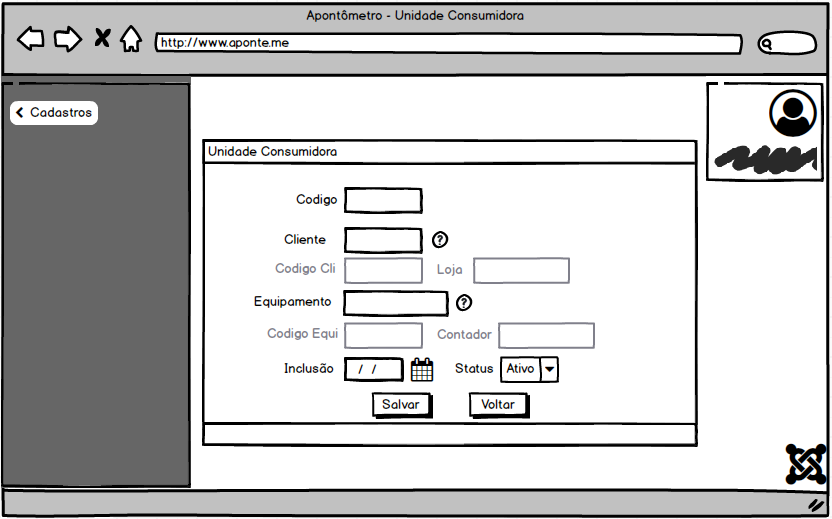 Apontômetro - Unidade Consumidora
http://www.aponte.me
Cadastros
Unidade Consumidora
Codigo
Cliente ?
Codigo Cli Loja
Equipamento ?
Codigo Equi Contador
Inclusão / / Status Ativo
Salvar Voltar